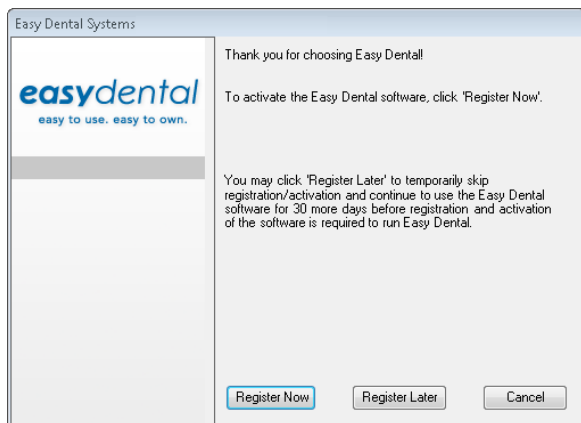 Easy Dental Systems
easydental
easy to use. easy to own.
Thank you for choosing Easy Dental!
To activate the Easy Dental software, click 'Register Now'.
You may click 'Register Later' to temporarily skip
registration/activation and continue to use the Easy Dental
software for 30 more days before registration and activation
of the software is required to run Easy Dental.
Register Now
Register Later
Cancel